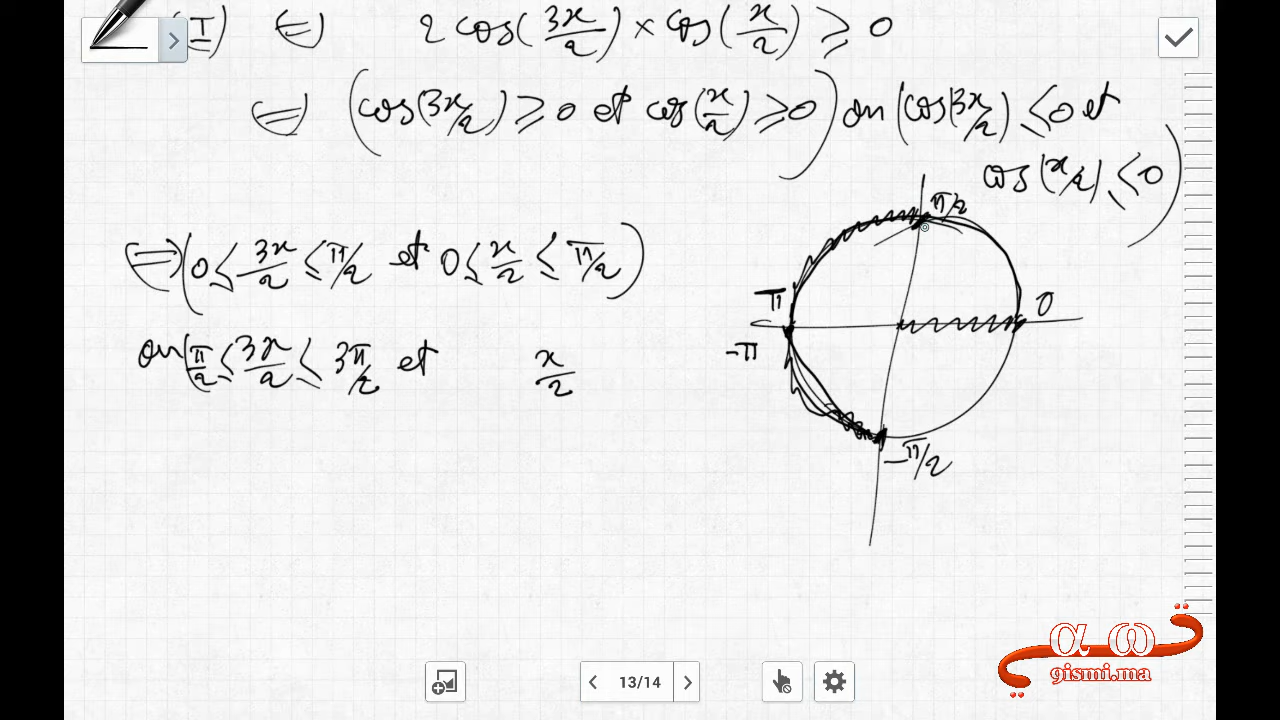 (I) ⟺ 2 cos(3x/2) × cos(x/2) ≥ 0
⟺ (cos(3x/2) ≥ 0 et cos(x/2) ≥ 0) ou (cos(3x/2) ≤ 0 et
cos(x/2) ≤ 0)
⟺ (0 ≤ 3x/2 ≤ π/2 et 0 ≤ x/2 ≤ π/2)
ou (π/2 ≤ 3x/2 ≤ 3π/2 et x/2
π/2
π
0
-π
-π/2
α ω ق
gismi.ma
13/14